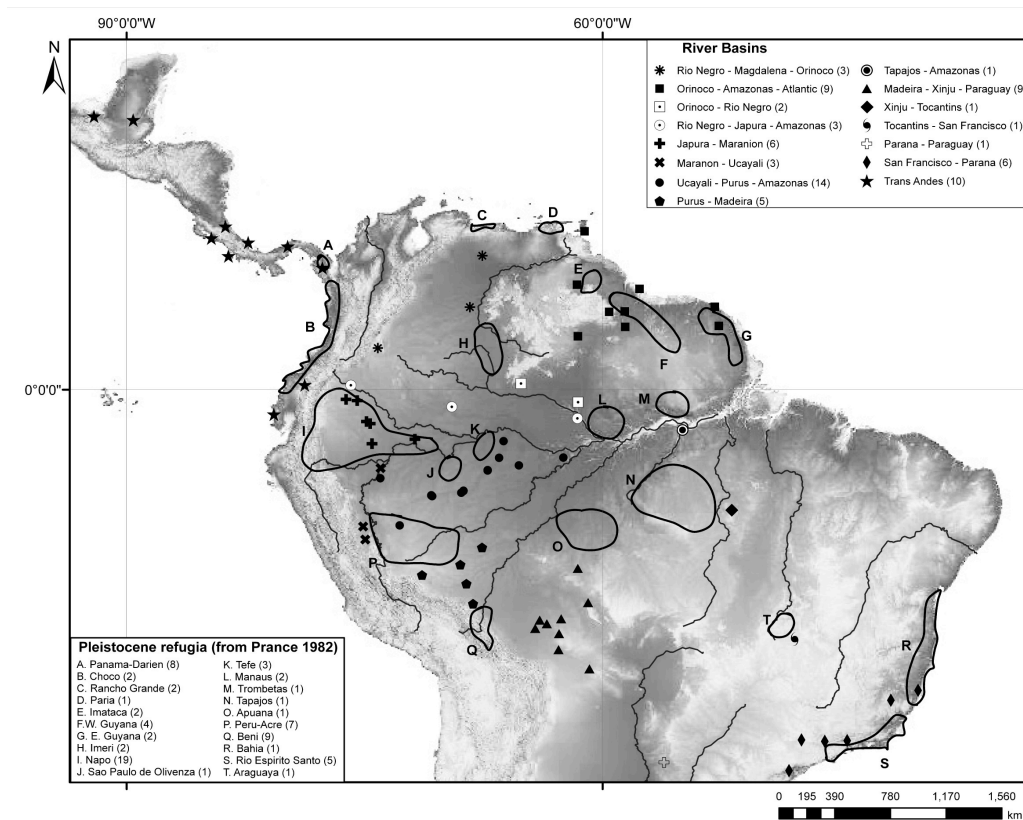 90°0'0"W
60°0'0"W
N
0°0'0"
River Basins
Rio Negro - Magdalena - Orinoco (3)
Orinoco - Amazonas - Atlantic (9)
Orinoco - Rio Negro (2)
Rio Negro - Japura - Amazonas (3)
Japura - Maranion (6)
Maranon - Ucayali (3)
Ucayali - Purus - Amazonas (14)
Purus - Madeira (5)
Tapajos - Amazonas (1)
Madeira - Xinju - Paraguay (9
Xinju - Tocantins (1)
Tocantins - San Francisco (1)
Parana - Paraguay (1)
San Francisco - Parana (6)
Trans Andes (10)
A
B
C
D
E
F
G
H
I
J
K
L
M
N
O
P
Q
R
S
T
Pleistocene refugia (from Prance 1982)
A. Panama-Darien (8)
B. Choco (2)
C. Rancho Grande (2)
D. Paria (1)
E. Imataca (2)
F.W. Guyana (4)
G. E. Guyana (2)
H. Imeri (2)
I. Napo (19)
J. Sao Paulo de Olivenza (1)
K. Tefe (3)
L. Manaus (2)
M. Trombetas (1)
N. Tapajos (1)
O. Apuana (1)
P. Peru-Acre (7)
Q. Beni (9)
R. Bahia (1)
S. Rio Espirito Santo (5)
T. Araguaya (1)
0 195 390 780 1,170 1,560
km